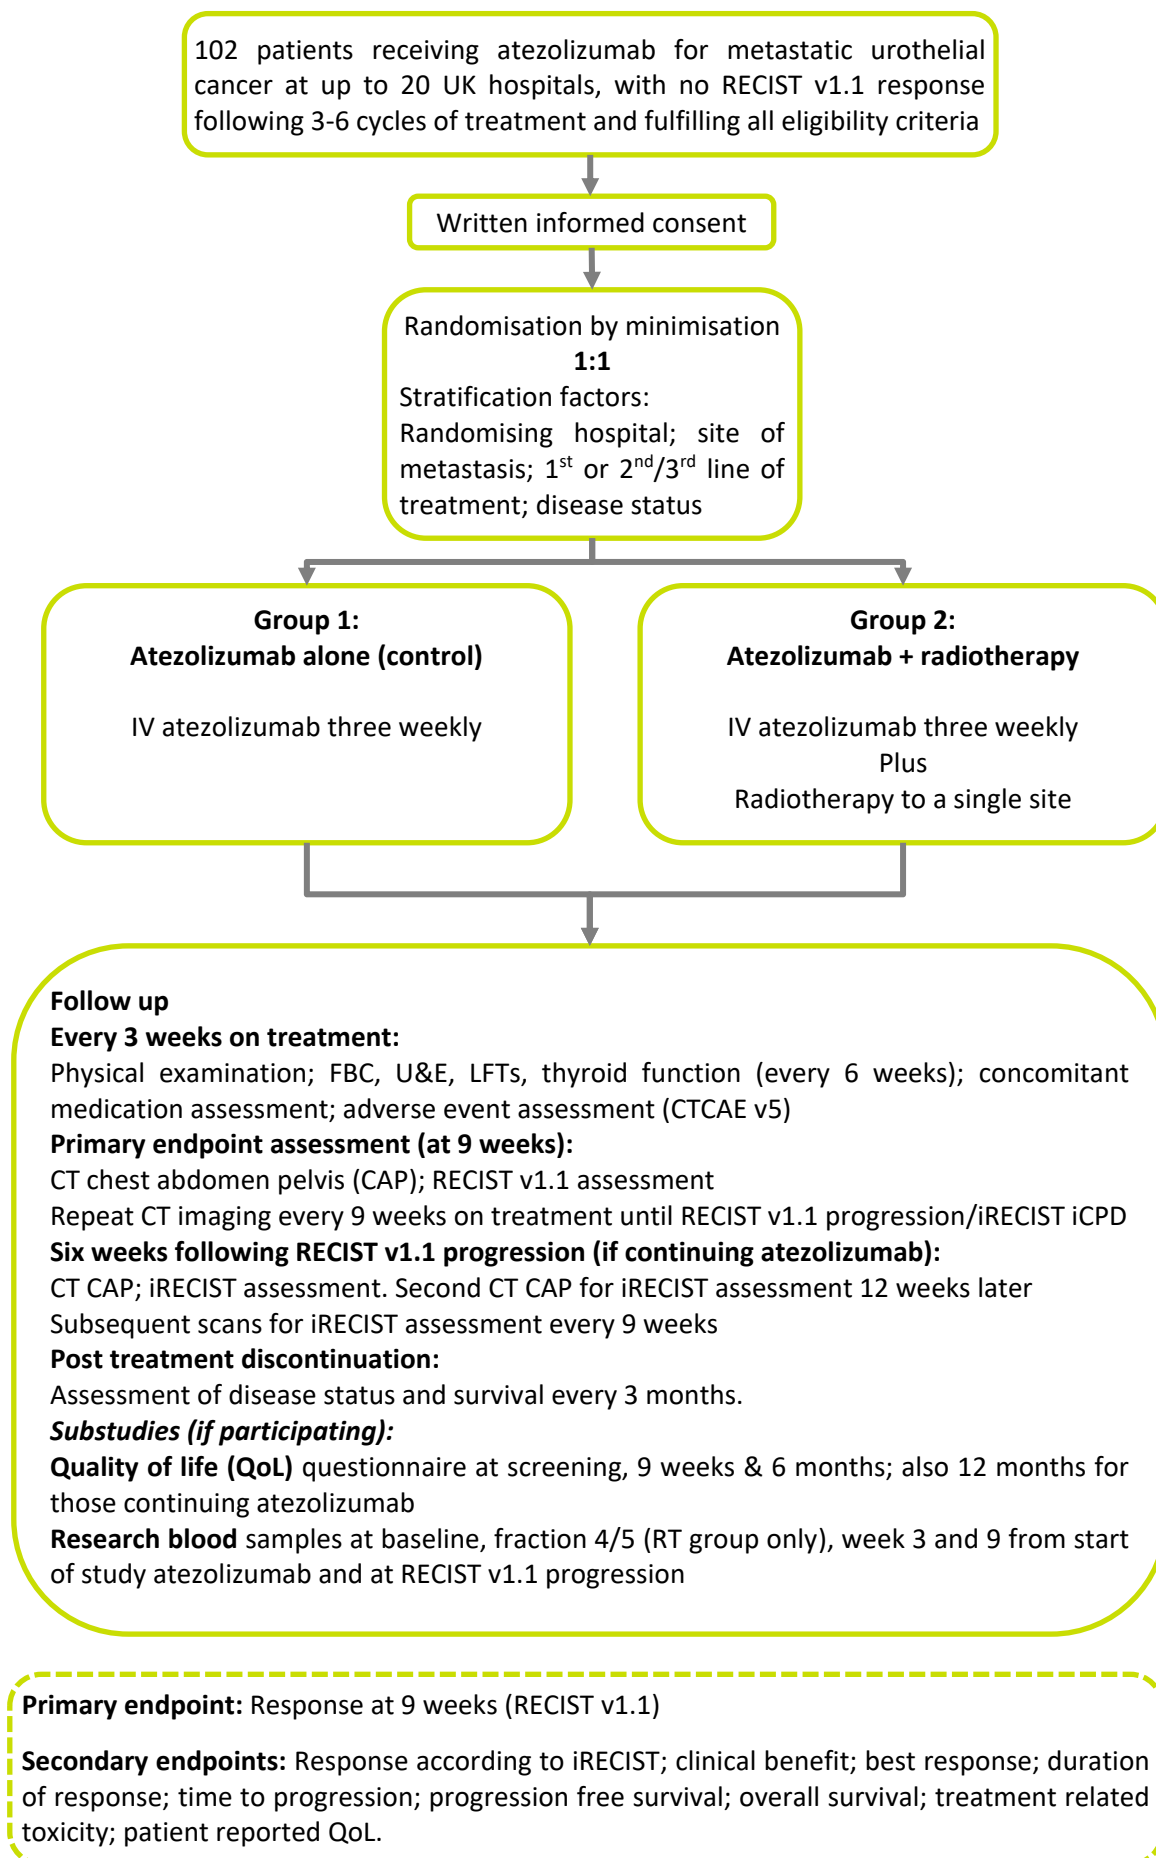 102 patients receiving atezolizumab for metastatic urothelial
cancer at up to 20 UK hospitals, with no RECIST v1.1 response
following 3-6 cycles of treatment and fulfilling all eligibility criteria
Written informed consent
Randomisation by minimisation
1:1
Stratification factors:
Randomising hospital; site of
metastasis; 1st or 2nd/3rd line of
treatment; disease status
Group 1:
Atezolizumab alone (control)
IV atezolizumab three weekly
Group 2:
Atezolizumab + radiotherapy
IV atezolizumab three weekly
Plus
Radiotherapy to a single site
Follow up
Every 3 weeks on treatment:
Physical examination; FBC, U&E, LFTs, thyroid function (every 6 weeks); concomitant
medication assessment; adverse event assessment (CTCAE v5)
Primary endpoint assessment (at 9 weeks):
CT chest abdomen pelvis (CAP); RECIST v1.1 assessment
Repeat CT imaging every 9 weeks on treatment until RECIST v1.1 progression/iRECIST iCPD
Six weeks following RECIST v1.1 progression (if continuing atezolizumab):
CT CAP; iRECIST assessment. Second CT CAP for iRECIST assessment 12 weeks later
Subsequent scans for iRECIST assessment every 9 weeks
Post treatment discontinuation:
Assessment of disease status and survival every 3 months.
Substudies (if participating):
Quality of life (QoL) questionnaire at screening, 9 weeks & 6 months; also 12 months for
those continuing atezolizumab
Research blood samples at baseline, fraction 4/5 (RT group only), week 3 and 9 from start
of study atezolizumab and at RECIST v1.1 progression
Primary endpoint: Response at 9 weeks (RECIST v1.1)
Secondary endpoints: Response according to iRECIST; clinical benefit; best response; duration
of response; time to progression; progression free survival; overall survival; treatment related
toxicity; patient reported QoL.